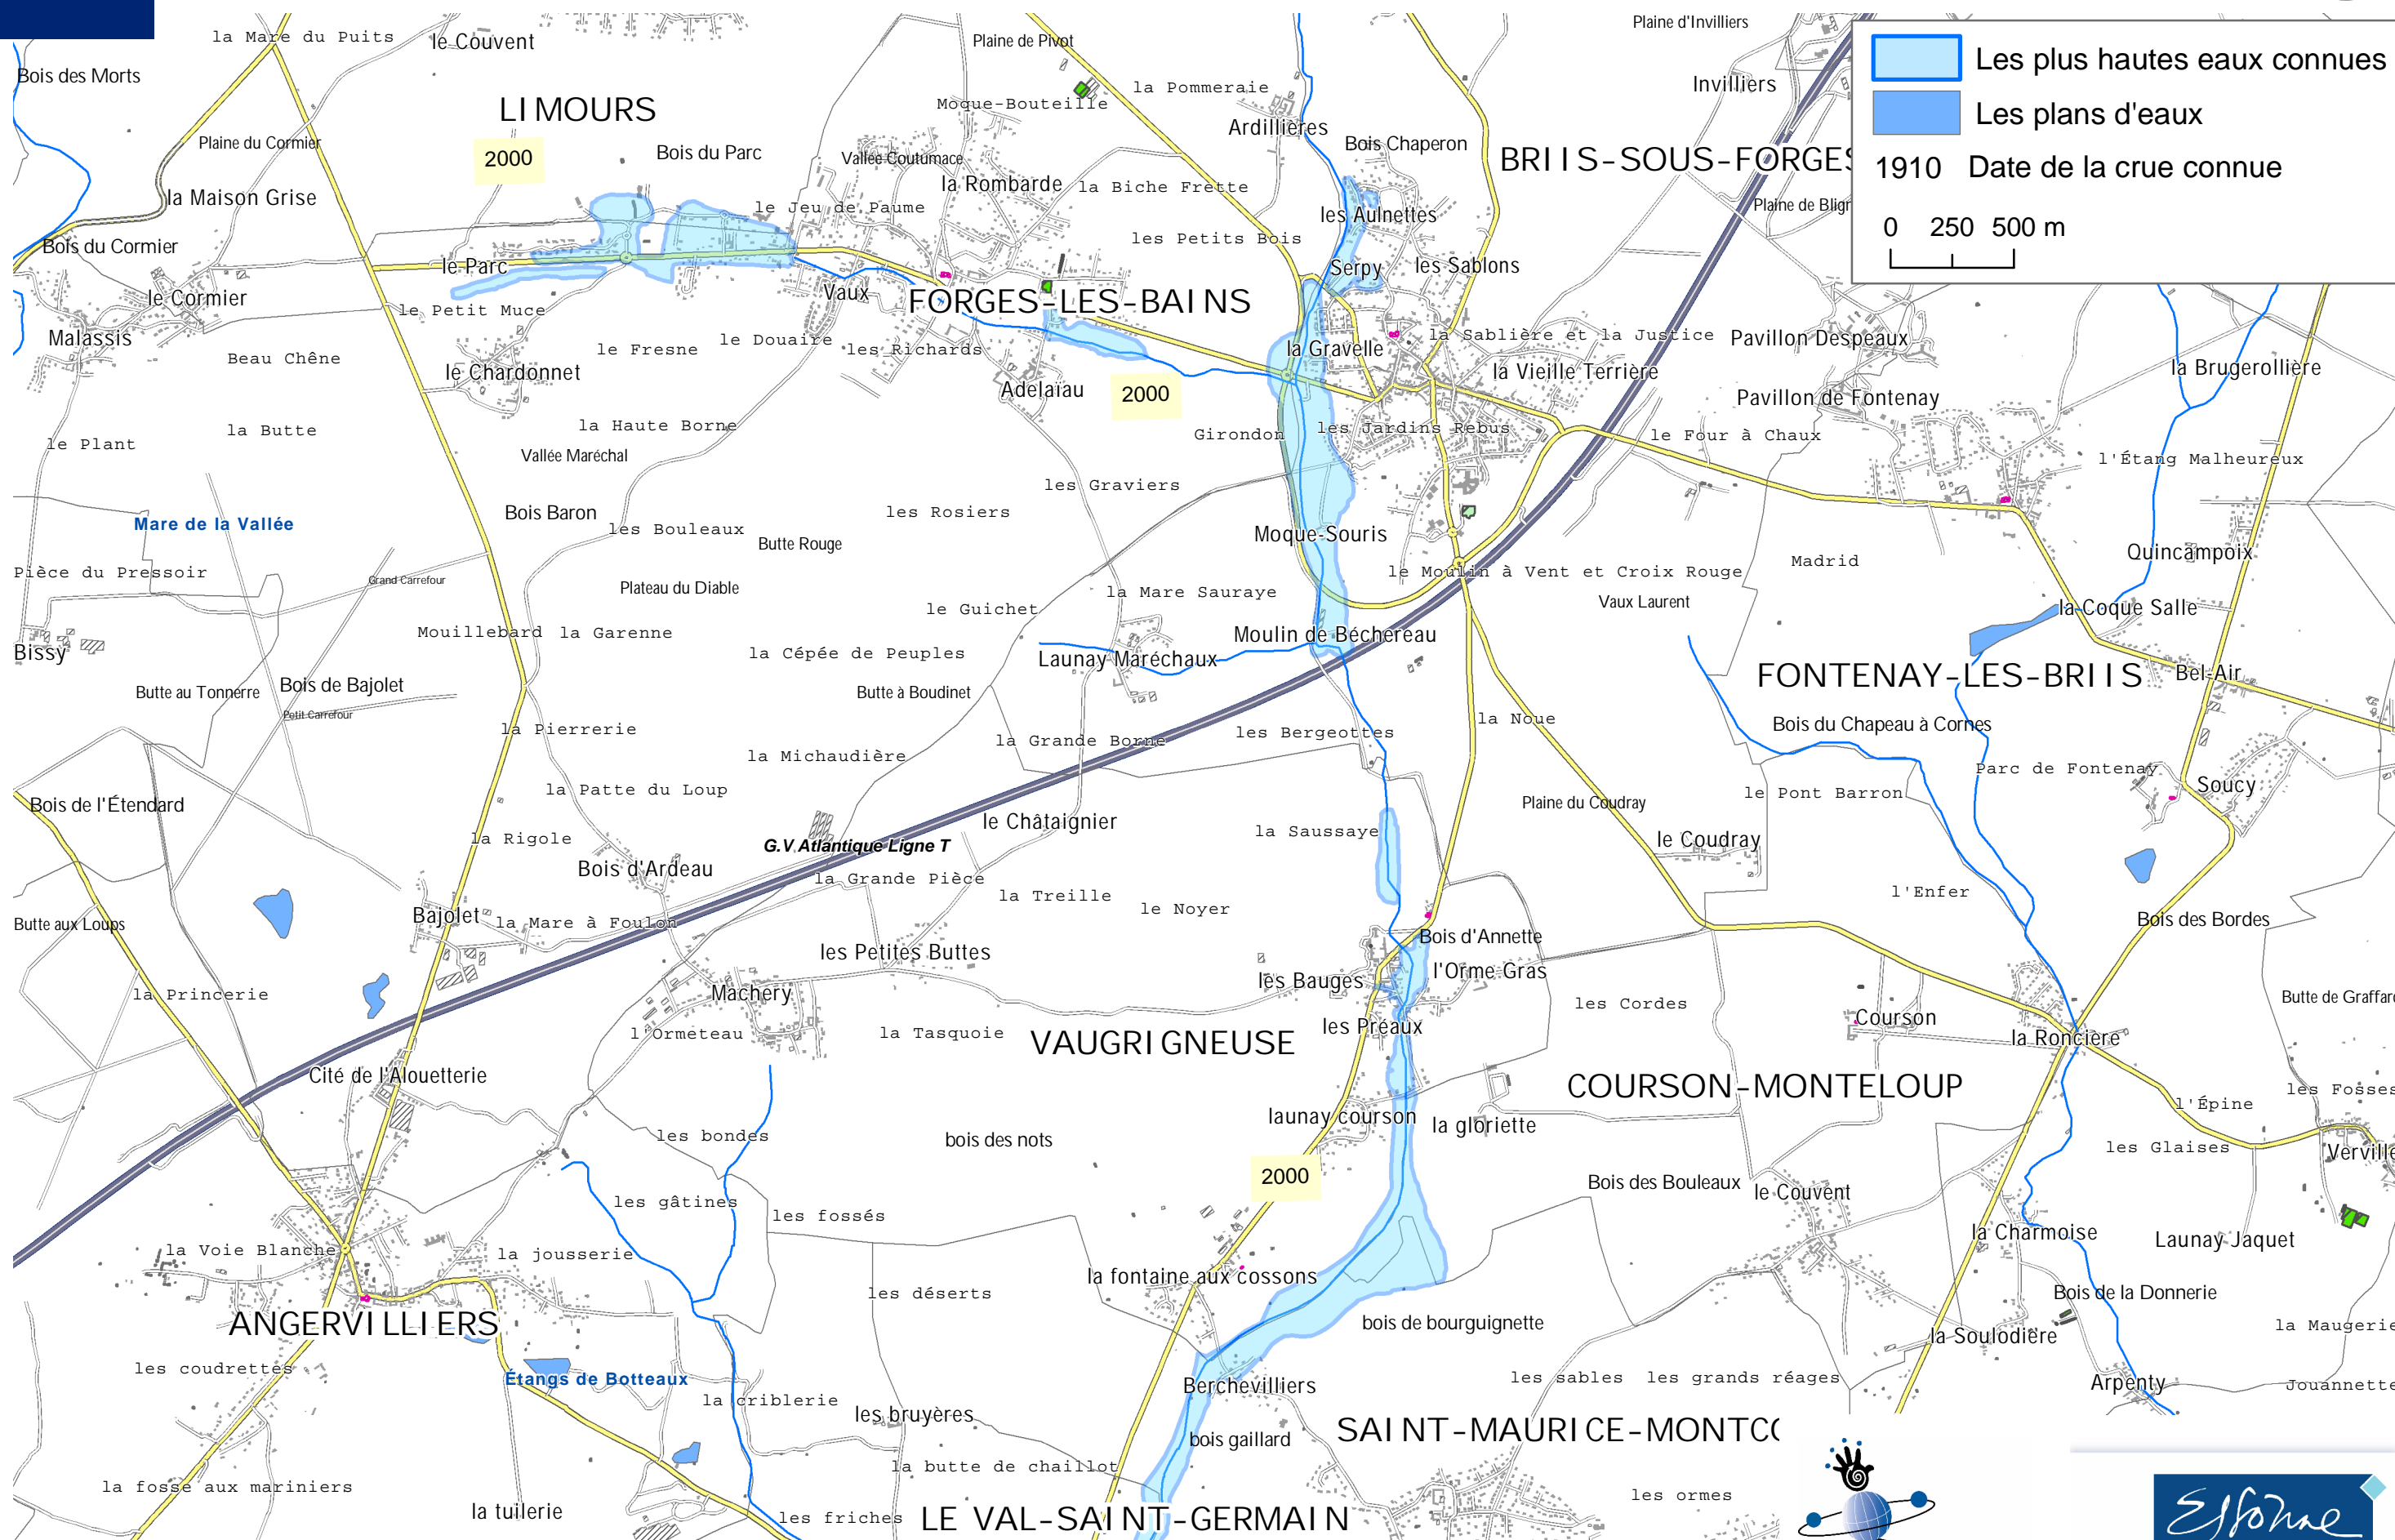 la Mare du Puits
le Couvent
Plaine de Pivot
Plaine d'Invilliers
Les plus hautes eaux connues
Bois des Morts
Invilliers
la Pommeraie
LIMOURS
Moque-Bouteille
Les plans d'eaux
Ardillières
Plaine du Cormier
Bois Chaperon
2000
Bois du Parc
Vallée Coutumace
BRIIS-SOUS-FORGES
1910 Date de la crue connue
la Maison Grise
la Rombarde
la Biche Frette
le Jeu de Paume
les Aulnettes
Plaine de Bligr
0 250 500 m
Bois du Cormier
les Petits Bois
le Parc
Serpy
les Sablons
le Cormier
Vaux
FORGES-LES-BAINS
le Petit Muce
Malassis
le Douaire
la Sablière et la Justice
Pavillon Despeaux
Beau Chêne
le Fresne
les Richards
la Gravelle
le Chardonnet
la Vieille Terrière
la Brugerollière
Adelaïau
2000
Pavillon de Fontenay
la Butte
la Haute Borne
le Plant
Girondon
les Jardins Rebus
le Four à Chaux
Vallée Maréchal
l'Étang Malheureux
les Graviers
Bois Baron
les Rosiers
Mare de la Vallée
les Bouleaux
Moque-Souris
Butte Rouge
Quincampoix
Pièce du Pressoir
Grand Carrefour
Plateau du Diable
le Moulin à Vent et Croix Rouge
Madrid
la Mare Sauraye
Vaux Laurent
le Guichet
la Coque Salle
Mouillebard
la Garenne
Moulin de Béchereau
Bissy
la Cépée de Peuples
Launay Maréchaux
FONTENAY-LES-BRIIS
Bel-Air
Butte au Tonnerre
Bois de Bajolet
Butte à Boudinet
Petit Carrefour
la Noue
Bois du Chapeau à Cornes
la Pierrerie
la Grande Borne
les Bergeottes
la Michaudière
Parc de Fontenay
Soucy
la Patte du Loup
le Pont Barron
Bois de l'Étendard
Plaine du Coudray
le Châtaignier
la Saussaye
la Rigole
G.V.Atlantique Ligne T
le Coudray
Bois d'Ardeau
la Grande Pièce
la Treille
l'Enfer
Bajolet
la Mare à Foulon
le Noyer
Butte aux Loups
Bois des Bordes
Bois d'Annette
les Petites Buttes
l'Orme Gras
les Bauges
la Princerie
Machery
les Cordes
Butte de Graffard
l'Ormeteau
la Tasquoie
VAUGRIGNEUSE
les Préaux
Courson
la Roncière
Cité de l'Alouetterie
COURSON-MONTELOUP
les Fosses
l'Épine
launay courson
la gloriette
les bondes
bois des nots
les Glaises
Verville
2000
Bois des Bouleaux
le Couvent
les gâtines
les fossés
la Charmoise
Launay Jaquet
la Voie Blanche
la jousserie
la fontaine aux cossons
les déserts
Bois de la Donnerie
ANGERVILLIERS
bois de bourguignette
la Soulodière
la Maugerie
les coudrettes
Étangs de Botteaux
les sables
les grands réages
Berchevilliers
Arpenty
Jouannette
la criblerie
les bruyères
SAINT-MAURICE-MONTCO
bois gaillard
la butte de chaillot
la fosse aux mariniers
les ormes
la tuilerie
les friches
LE VAL-SAINT-GERMAIN
Essonne